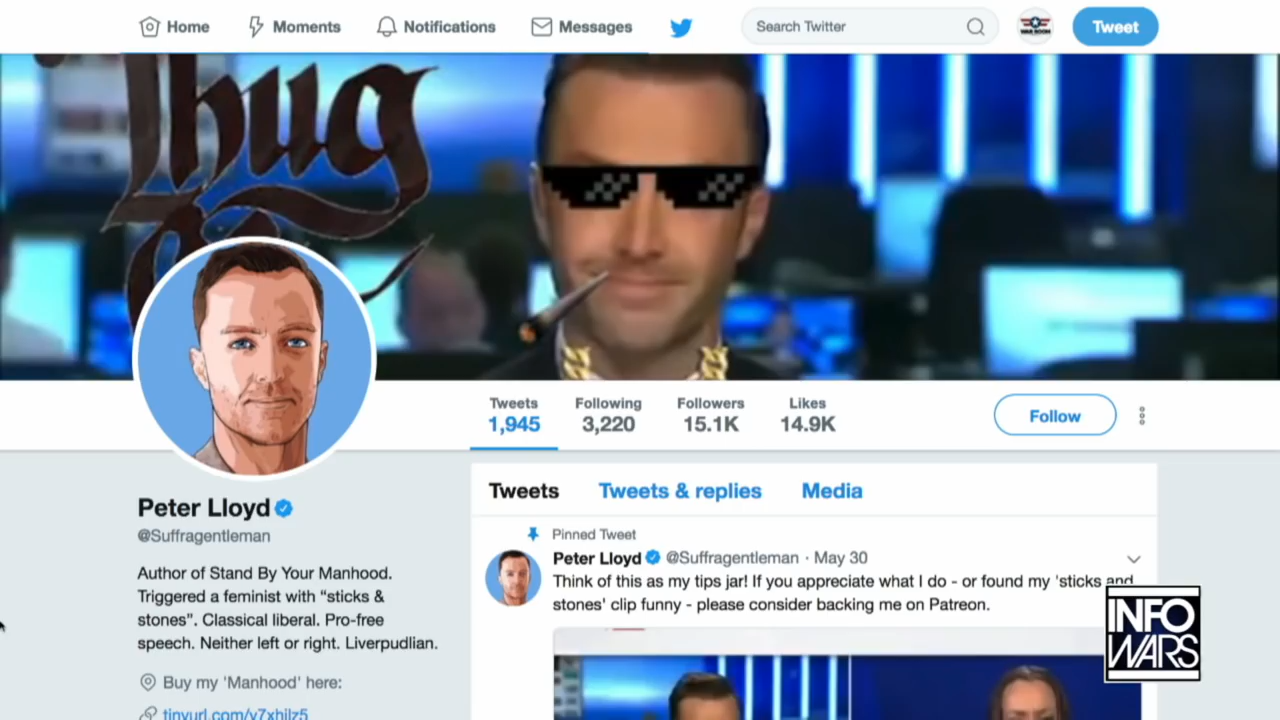 Home
Moments
Notifications
Messages
Search Twitter
WAR ROOM
Tweet
Thug
Tweets
1,945
Following
3,220
Followers
15.1K
Likes
14.9K
Follow
Peter Lloyd
@Suffragentleman
Author of Stand By Your Manhood.
Triggered a feminist with “sticks &
stones”. Classical liberal. Pro-free
speech. Neither left or right. Liverpudlian.
Buy my 'Manhood' here:
tinyurl.com/y7xhjlz5
Tweets
Tweets & replies
Media
Pinned Tweet
Peter Lloyd @Suffragentleman · May 30
Think of this as my tips jar! If you appreciate what I do - or found my 'sticks and
stones' clip funny - please consider backing me on Patreon.
INFO
WARS